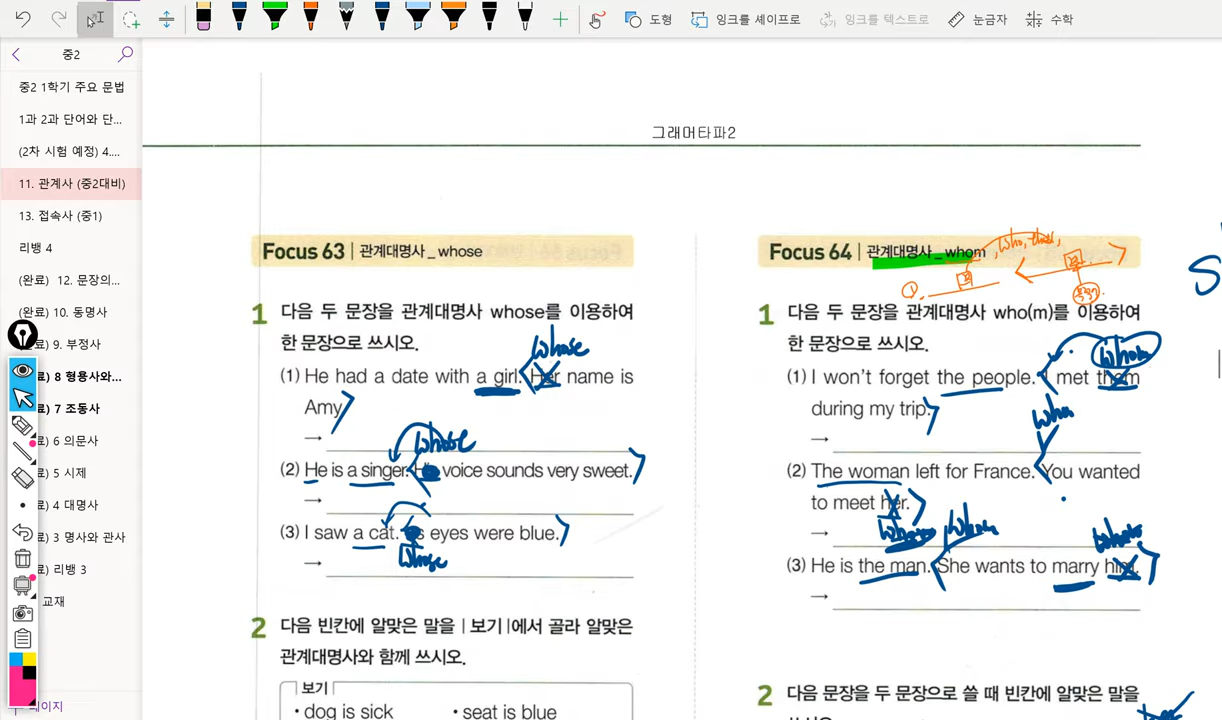 도형
잉크를 셰이프로
잉크를 텍스트로
눈금자
수학
중2
중2 1학기 주요 문법
1과 2과 단어와 단...
(2차 시험 예정) 4....
11. 관계사 (중2대비)
13. 접속사 (중1)
리뱅 4
(완료) 12. 문장의...
(완료) 10. 동명사
료) 9. 부정사
) 8 형용사와...
) 7 조동사
료) 6 의문사
료) 5 시제
료) 4 대명사
료) 3 명사와 관사
료) 리뱅 3
교재
페이지
그래머타파2
Focus 63 | 관계대명사 _ whose
1 다음 두 문장을 관계대명사 whose를 이용하여
한 문장으로 쓰시오.
whose
(1) He had a date with a girl. Her name is
Amy
→
whose
(2) He is a singer. voice sounds very sweet.
→
(3) I saw a cat. eyes were blue.
→ whose
2 다음 빈칸에 알맞은 말을 |보기|에서 골라 알맞은
관계대명사와 함께 쓰시오.
보기
• dog is sick • seat is blue
Focus 64 | 관계대명사 _ whom
who, that,
1 다음 두 문장을 관계대명사 who(m)를 이용하여
한 문장으로 쓰시오.
whom
(1) I won't forget the people. I met them
during my trip.
→
whom
(2) The woman left for France. You wanted
to meet her.
→ whom whom whom
(3) He is the man. She wants to marry him.
→
2 다음 문장을 두 문장으로 쓸 때 빈칸에 알맞은 말을